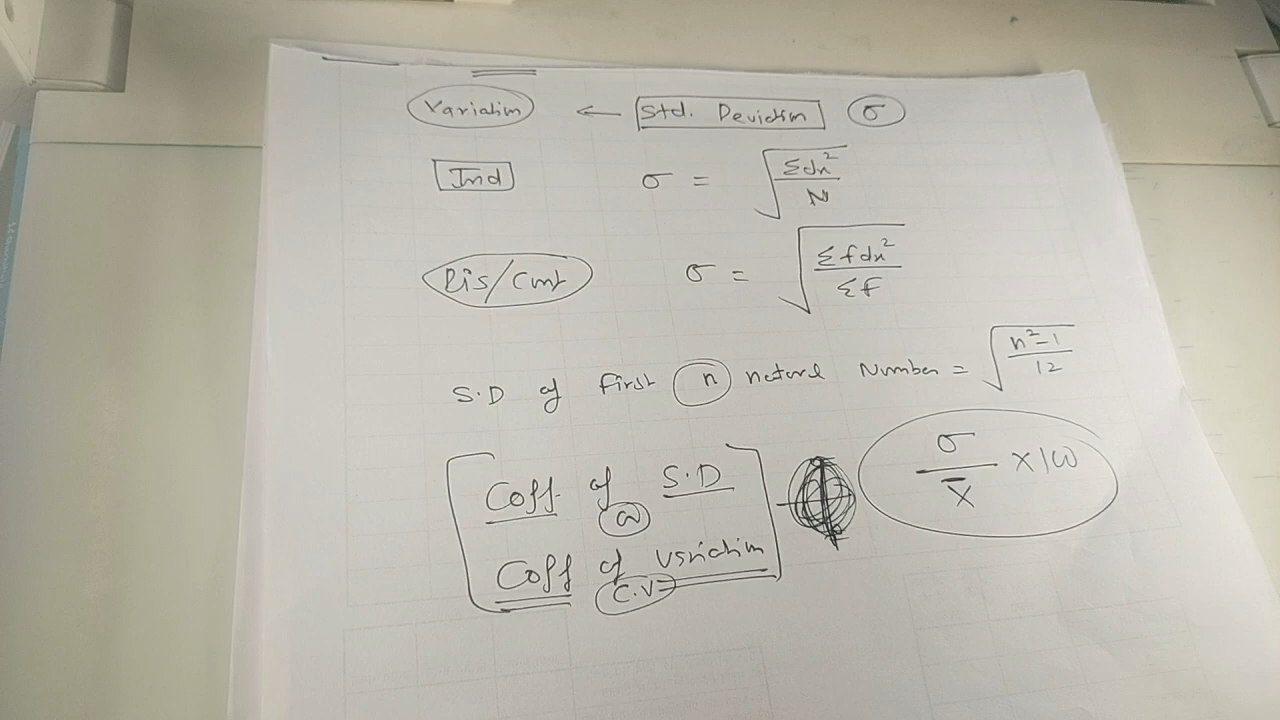 Variation ← Std. Deviation σ
Ind σ = √(Σdx²/N)
Dis/Cont σ = √(Σfdx²/Σf)
S.D of first n natural Number = √(n²-1/12)
Coff of S.D σ/X̄ × 100
Coff of Variation
C.V=